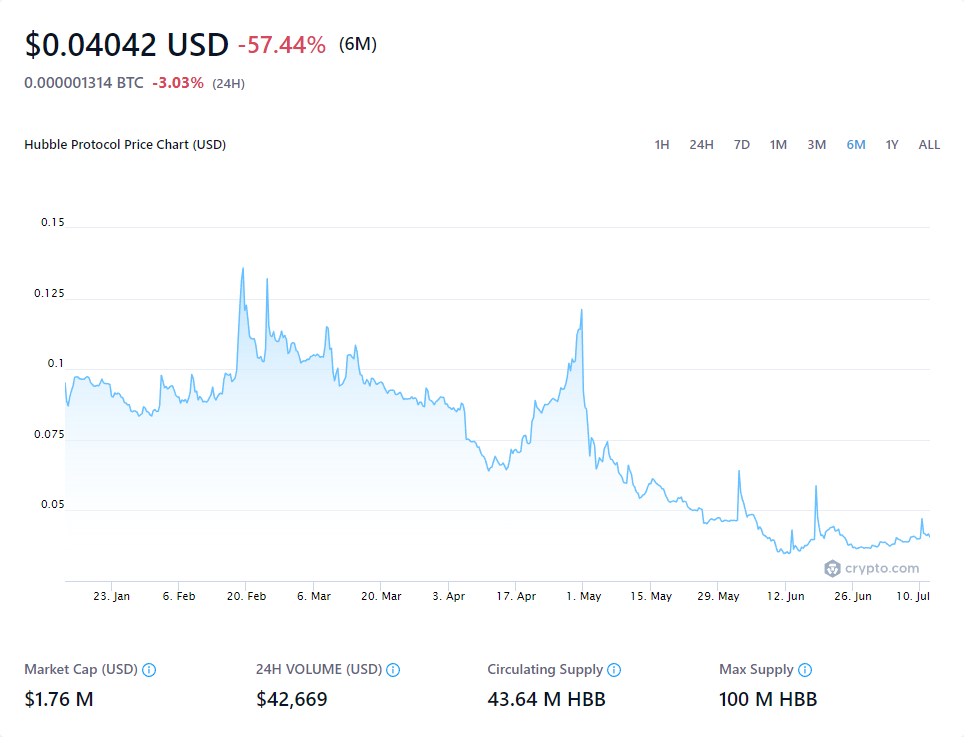 $0.04042 USD -57.44% (6M)
0.000001314 BTC -3.03% (24H)
Hubble Protocol Price Chart (USD) 1H 24H 7D 1M 3M 6M 1Y ALL
0.15
0.125
0.1
0.075
0.05
crypto.com
23. Jan 6. Feb 20. Feb 6. Mar 20. Mar 3. Apr 17. Apr 1. May 15. May 29. May 12. Jun 26. Jun 10. Jul
Market Cap (USD) 24H VOLUME (USD) Circulating Supply Max Supply
$1.76 M $42,669 43.64 M HBB 100 M HBB